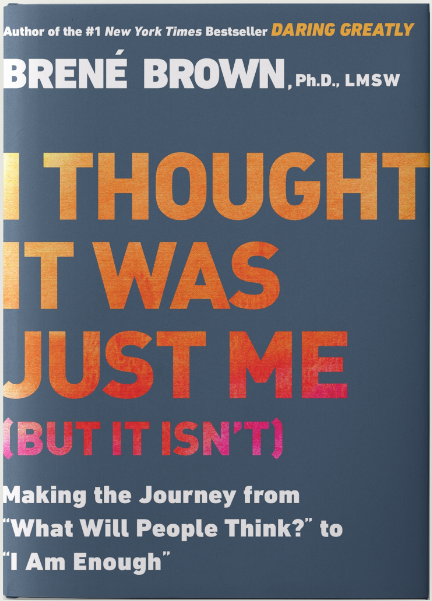 Author of the #1 New York Times Bestseller DARING GREATLY
BRENÉ BROWN, Ph.D., LMSW
I THOUGHT
IT WAS
JUST ME
(BUT IT ISN'T)
Making the Journey from
“What Will People Think?” to
“I Am Enough”